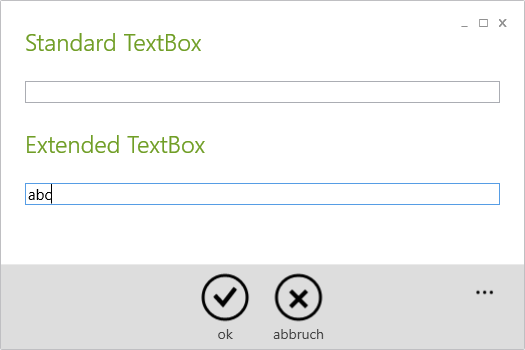 Standard TextBox
Extended TextBox
abc
ok
abbruch